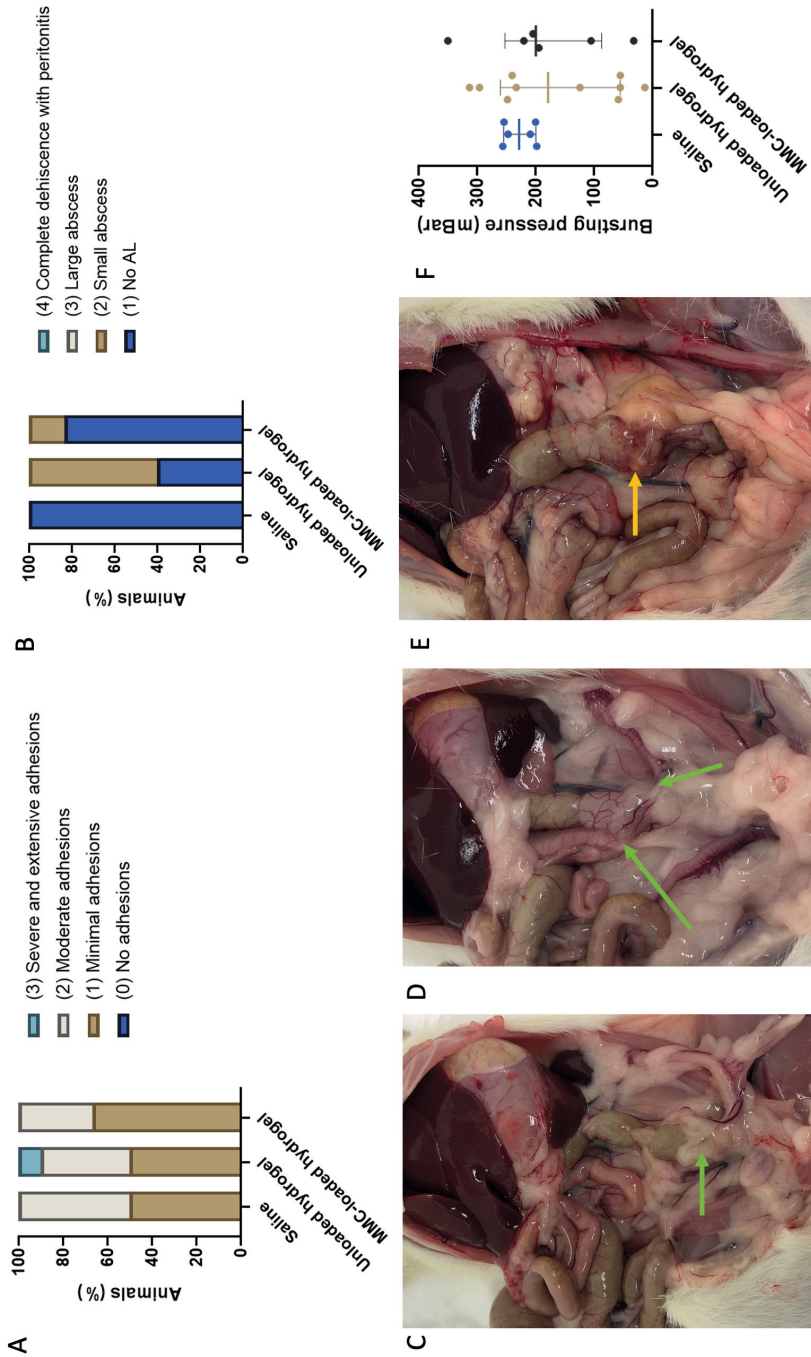 A
Animals (%)
100
80
60
40
20
0
Saline
Unloaded hydrogel
MMC-loaded hydrogel
(3) Severe and extensive adhesions
(2) Moderate adhesions
(1) Minimal adhesions
(0) No adhesions
B
Animals (%)
100
80
60
40
20
0
Saline
Unloaded hydrogel
MMC-loaded hydrogel
(4) Complete dehiscence with peritonitis
(3) Large abscess
(2) Small abscess
(1) No AL
C
D
E
F
Bursting pressure (mBar)
400
300
200
100
0
Saline
Unloaded hydrogel
MMC-loaded hydrogel